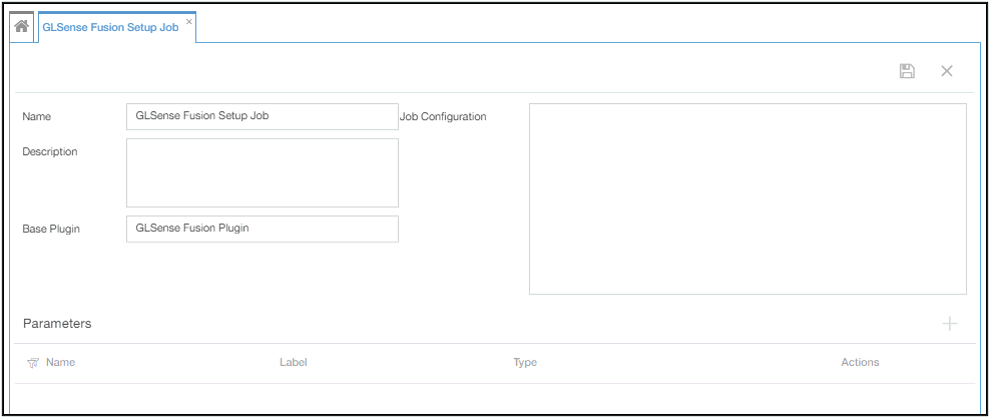 GLSense Fusion Setup Job
Name
GLSense Fusion Setup Job
Job Configuration
Description
Base Plugin
GLSense Fusion Plugin
Parameters
Name
Label
Type
Actions